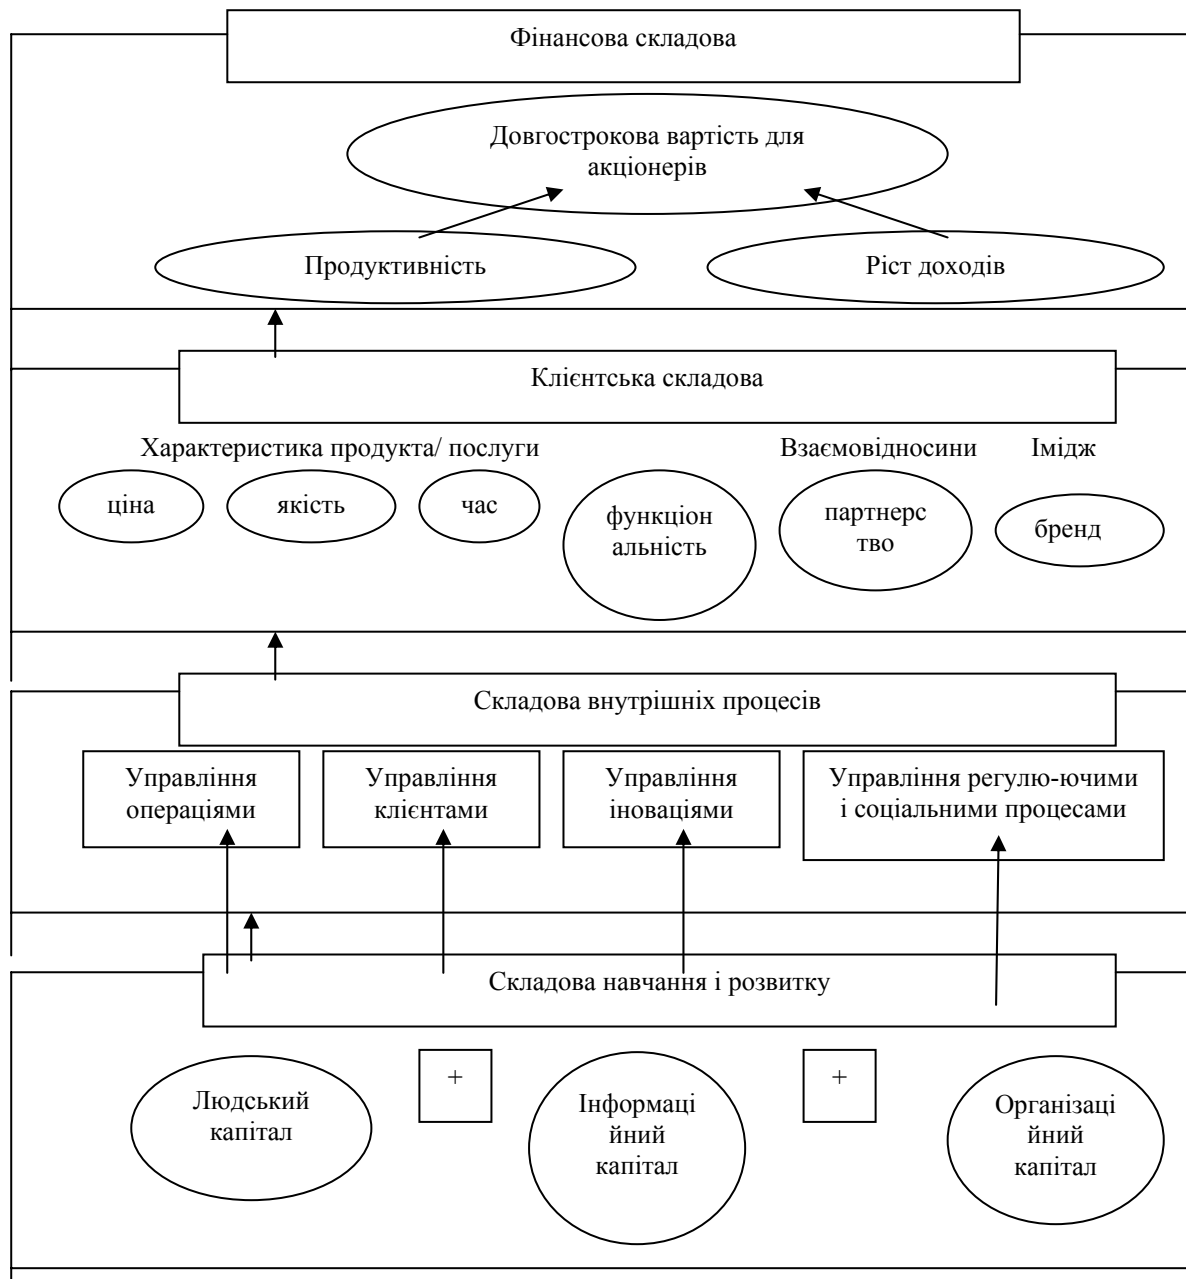 Фінансова складова
Довгострокова вартість для
акціонерів
Продуктивність
Ріст доходів
Клієнтська складова
Характеристика продукта/ послуги
Взаємовідносини
Імідж
ціна
якість
час
функціон
альність
партнерс
тво
бренд
Складова внутрішніх процесів
Управління
операціями
Управління
клієнтами
Управління
іноваціями
Управління регулю-ючими
і соціальними процесами
Складова навчання і розвитку
Людський
капітал
+
Інформаці
йний
капітал
+
Організаці
йний
капітал